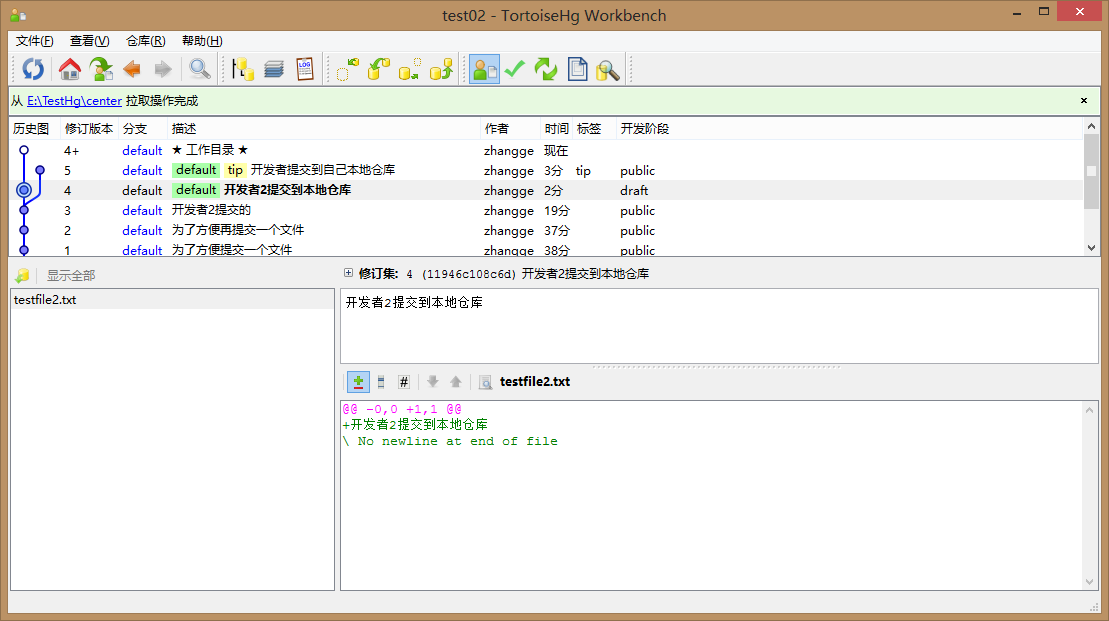 test02 - TortoiseHg Workbench
文件(F) 查看(V) 仓库(R) 帮助(H)
LOG
从 E:\TestHg\center 拉取操作完成
历史图 修订版本 分支 描述 作者 时间 标签 开发阶段
4+ default ★ 工作目录 ★ zhangge 现在
5 default default tip 开发者提交到自己本地仓库 zhangge 3分 tip public
4 default default 开发者2提交到本地仓库 zhangge 2分 draft
3 default 开发者2提交的 zhangge 19分 public
2 default 为了方便再提交一个文件 zhangge 37分 public
1 default 为了方便提交一个文件 zhangge 38分 public
显示全部
修订集: 4 (11946c108c6d) 开发者2提交到本地仓库
testfile2.txt
开发者2提交到本地仓库
# testfile2.txt
@@ -0,0 +1,1 @@
+开发者2提交到本地仓库
\ No newline at end of file